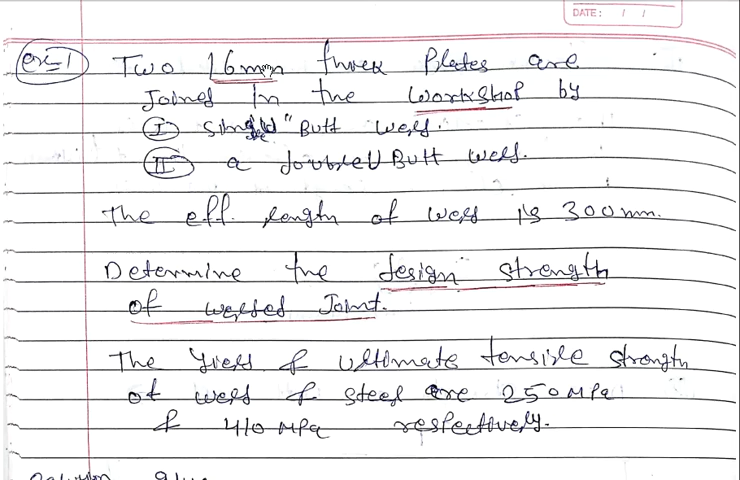 DATE: / /
ex-1 Two 16mm thick Plates are
Joined in the workshop by
(I) Single "U" Butt weld.
(II) a double U Butt weld.
The eff. length of weld is 300mm.
Determine the design strength
of welded Joint.
The Yield & ultimate tensile strength
of weld & steel are 250 MPa
& 410 MPa respectively.